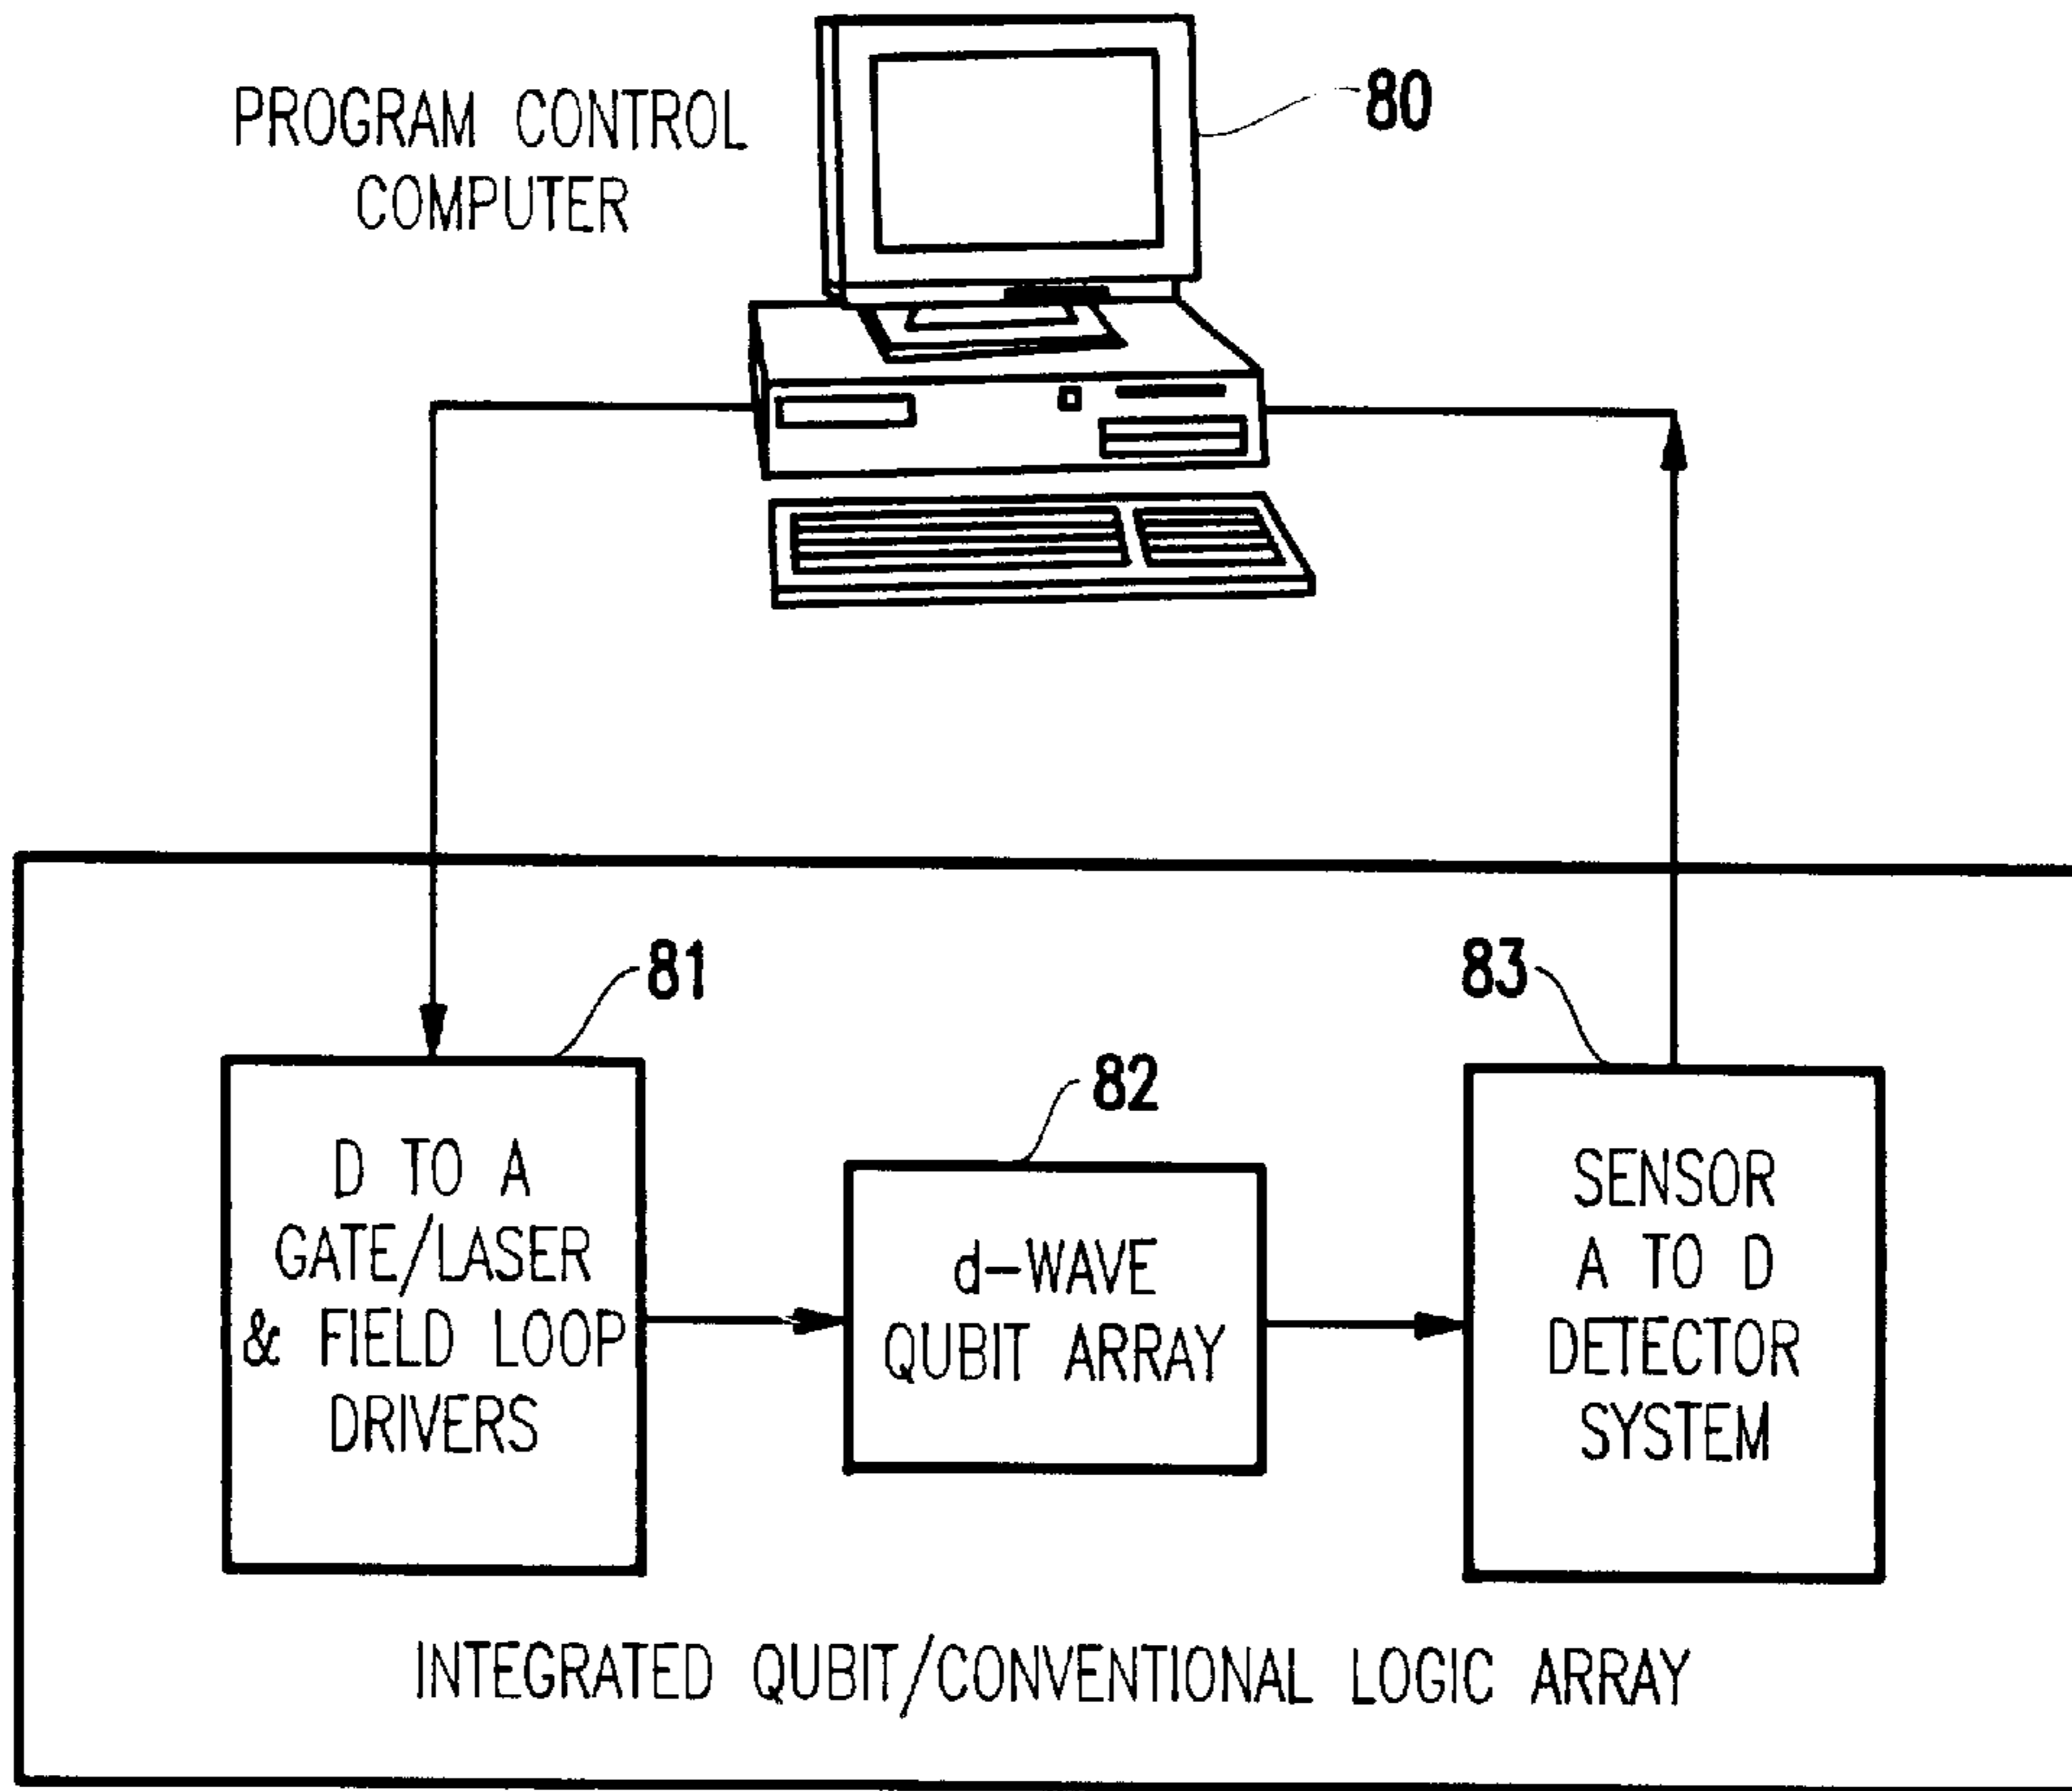 PROGRAM CONTROL
COMPUTER
80
81
83
82
D TO A
GATE/LASER
& FIELD LOOP
DRIVERS
d-WAVE
QUBIT ARRAY
SENSOR
A TO D
DETECTOR
SYSTEM
INTEGRATED QUBIT/CONVENTIONAL LOGIC ARRAY